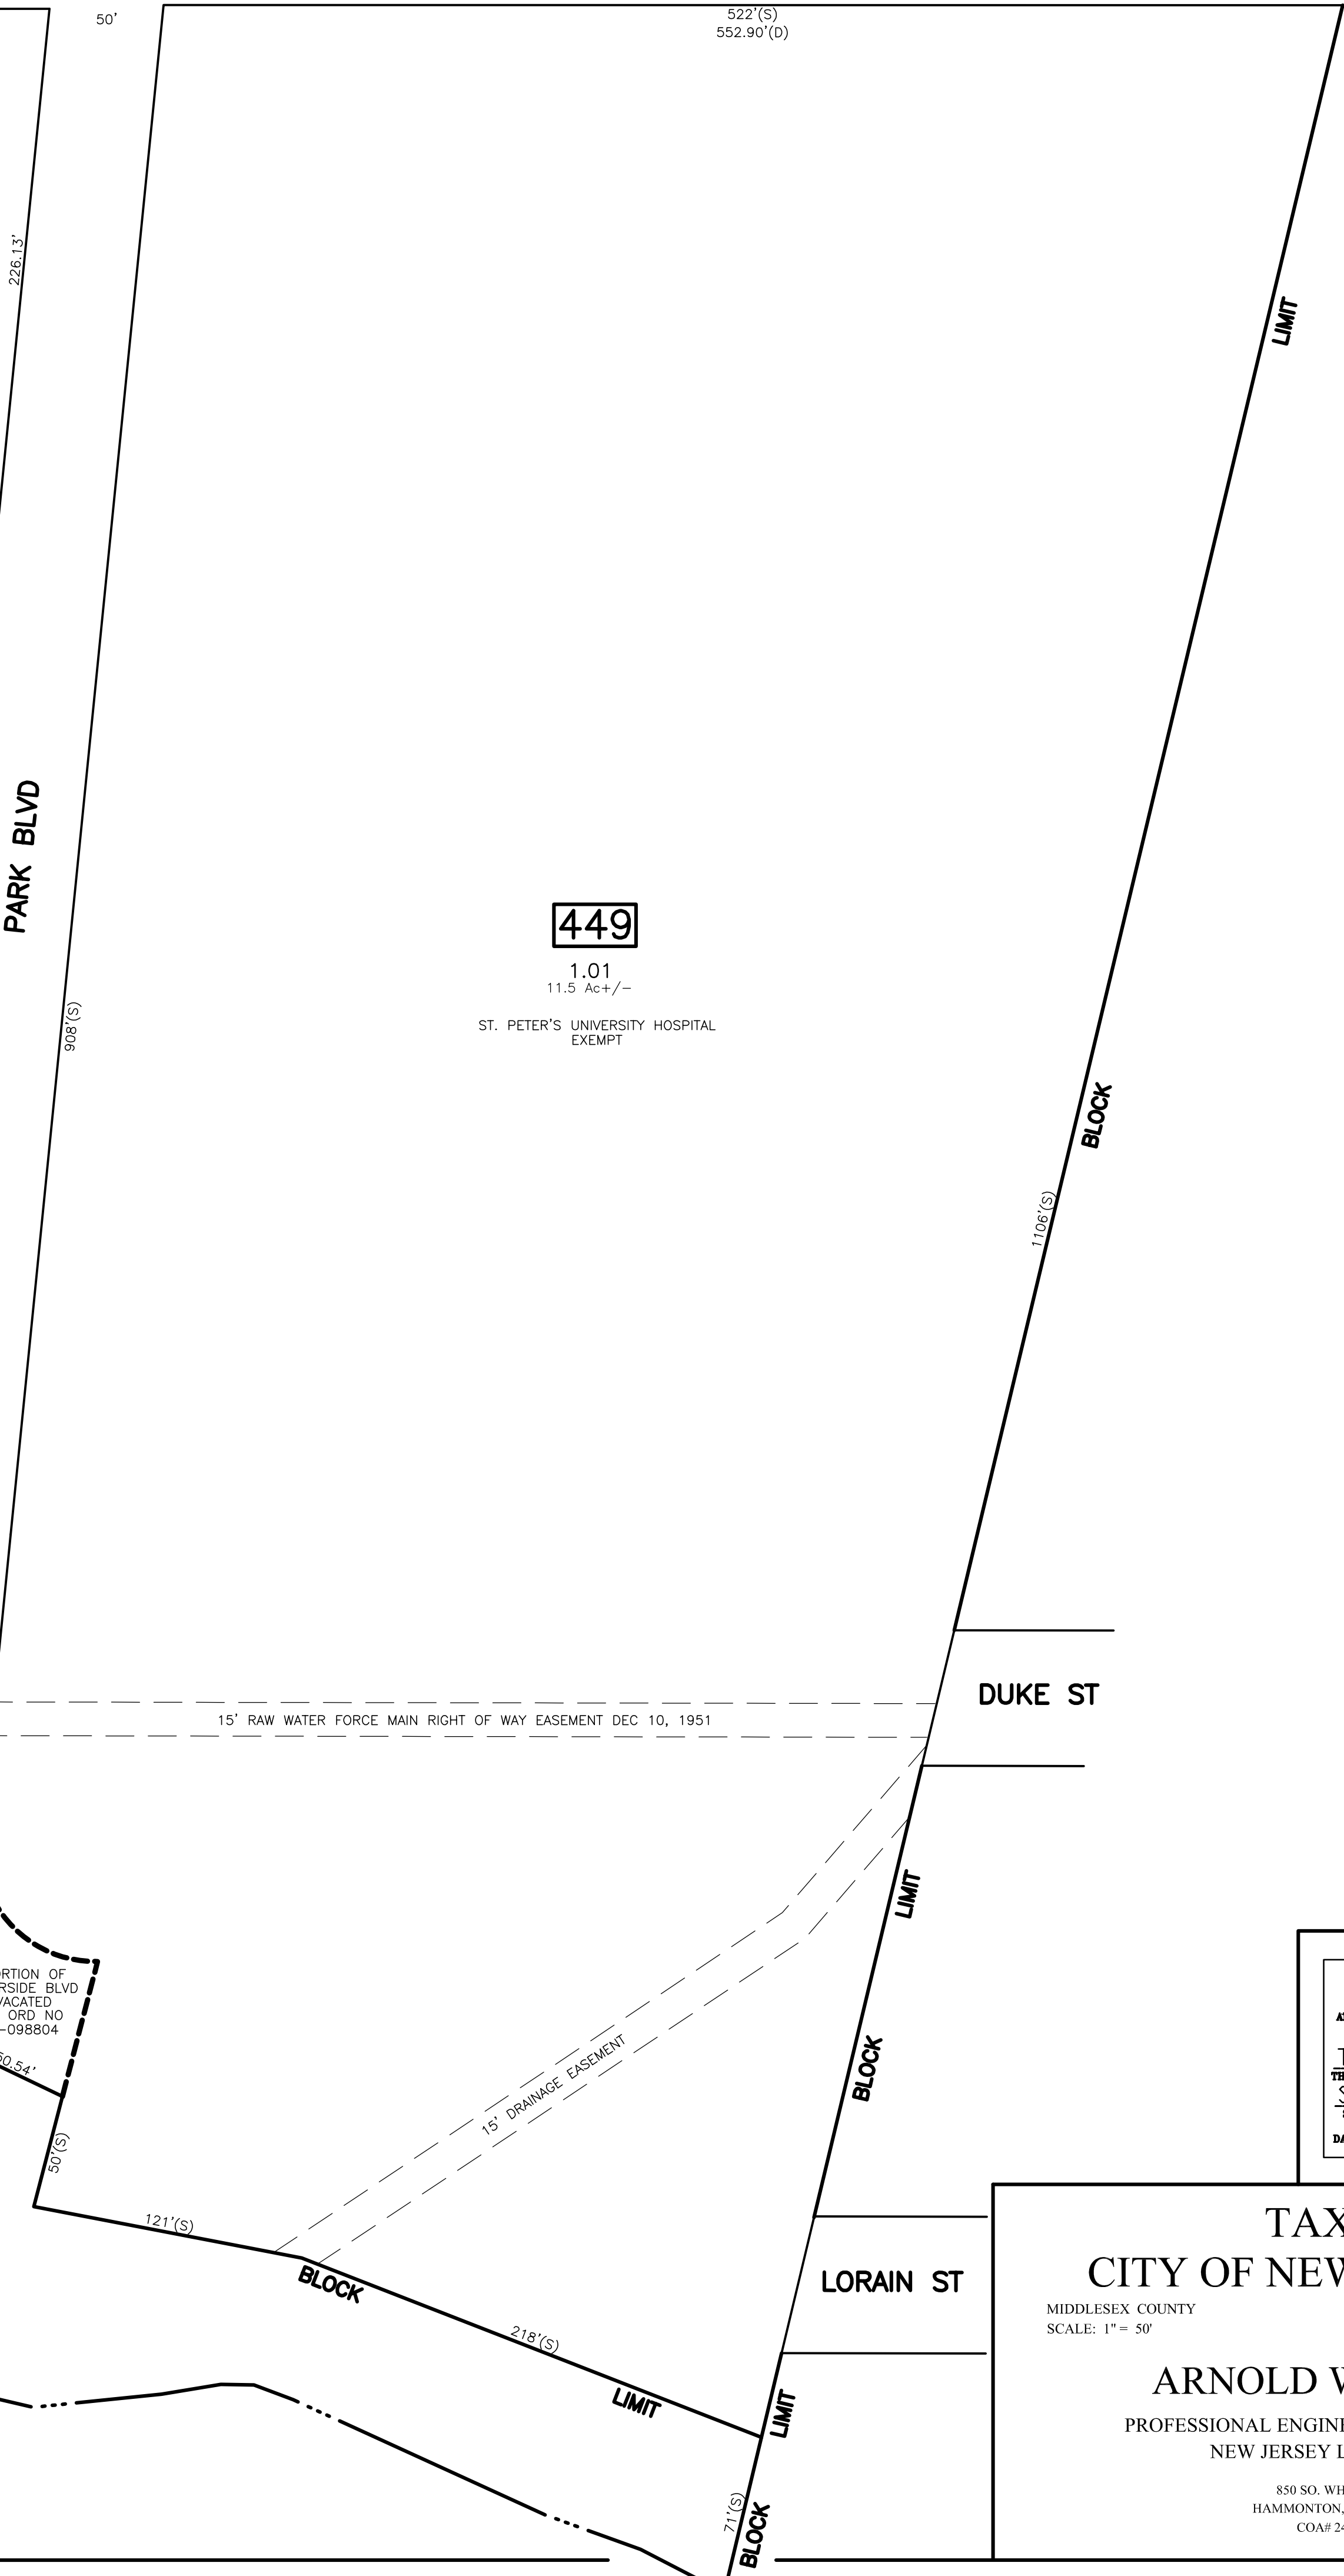 50'
522'(S)
552.90'(D)
226.13'
LIMIT
PARK BLVD
449
1.01
11.5 Ac+/-
ST. PETER'S UNIVERSITY HOSPITAL
EXEMPT
908'(S)
BLOCK
1106'(S)
DUKE ST
15' RAW WATER FORCE MAIN RIGHT OF WAY EASEMENT DEC 10, 1951
LIMIT
RTION OF
RSIDE BLVD
VACATED
ORD NO
-098804
50.54'
15' DRAINAGE EASEMENT
BLOCK
50'(S)
121'(S)
BLOCK
218'(S)
LIMIT
LORAIN ST
LIMIT
71'(S)
BLOCK
TAX
CITY OF NEW
MIDDLESEX COUNTY
SCALE: 1" = 50'
ARNOLD W
PROFESSIONAL ENGINE
NEW JERSEY L
850 SO. WH
HAMMONTON,
COA# 24